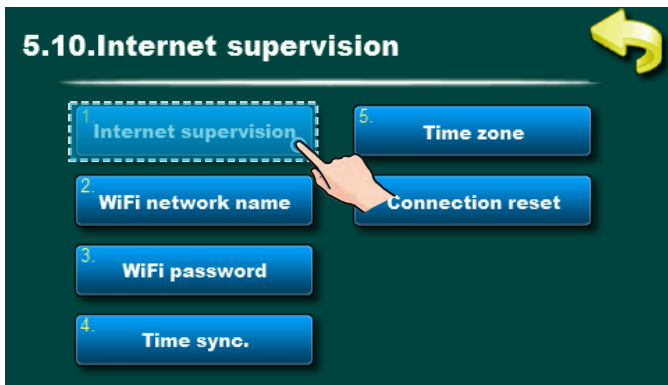 5.10.Internet supervision
1.
Internet supervision
2.
WiFi network name
3.
WiFi password
4.
Time sync.
5.
Time zone
Connection reset